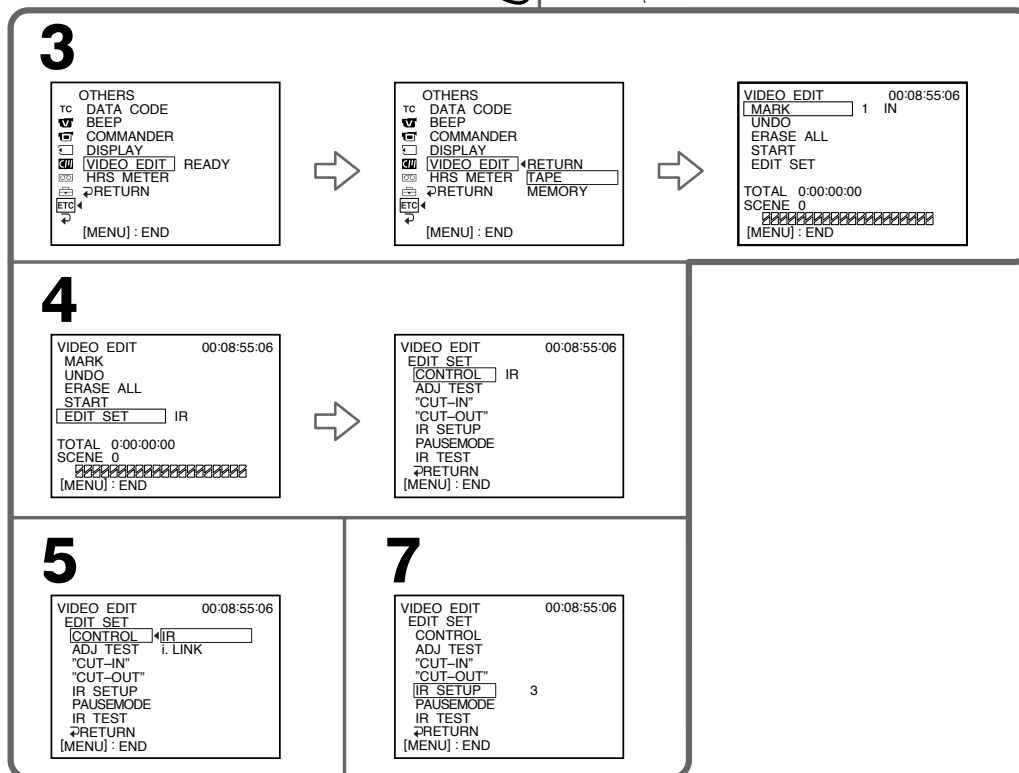 3
OTHERS
TC DATA CODE
BEEP
COMMANDER
DISPLAY
VIDEO EDIT READY
HRS METER
RETURN
ETC
[MENU] : END
OTHERS
TC DATA CODE
BEEP
COMMANDER
DISPLAY
VIDEO EDIT RETURN
HRS METER TAPE
RETURN MEMORY
ETC
[MENU] : END
VIDEO EDIT 00:08:55:06
MARK 1 IN
UNDO
ERASE ALL
START
EDIT SET
TOTAL 0:00:00:00
SCENE 0
[MENU] : END
4
VIDEO EDIT 00:08:55:06
MARK
UNDO
ERASE ALL
START
EDIT SET IR
TOTAL 0:00:00:00
SCENE 0
[MENU] : END
VIDEO EDIT 00:08:55:06
EDIT SET
CONTROL IR
ADJ TEST
"CUT–IN"
"CUT–OUT"
IR SETUP
PAUSEMODE
IR TEST
RETURN
[MENU] : END
5
VIDEO EDIT 00:08:55:06
EDIT SET
CONTROL IR
ADJ TEST i. LINK
"CUT–IN"
"CUT–OUT"
IR SETUP
PAUSEMODE
IR TEST
RETURN
[MENU] : END
7
VIDEO EDIT 00:08:55:06
EDIT SET
CONTROL
ADJ TEST
"CUT–IN"
"CUT–OUT"
IR SETUP 3
PAUSEMODE
IR TEST
RETURN
[MENU] : END